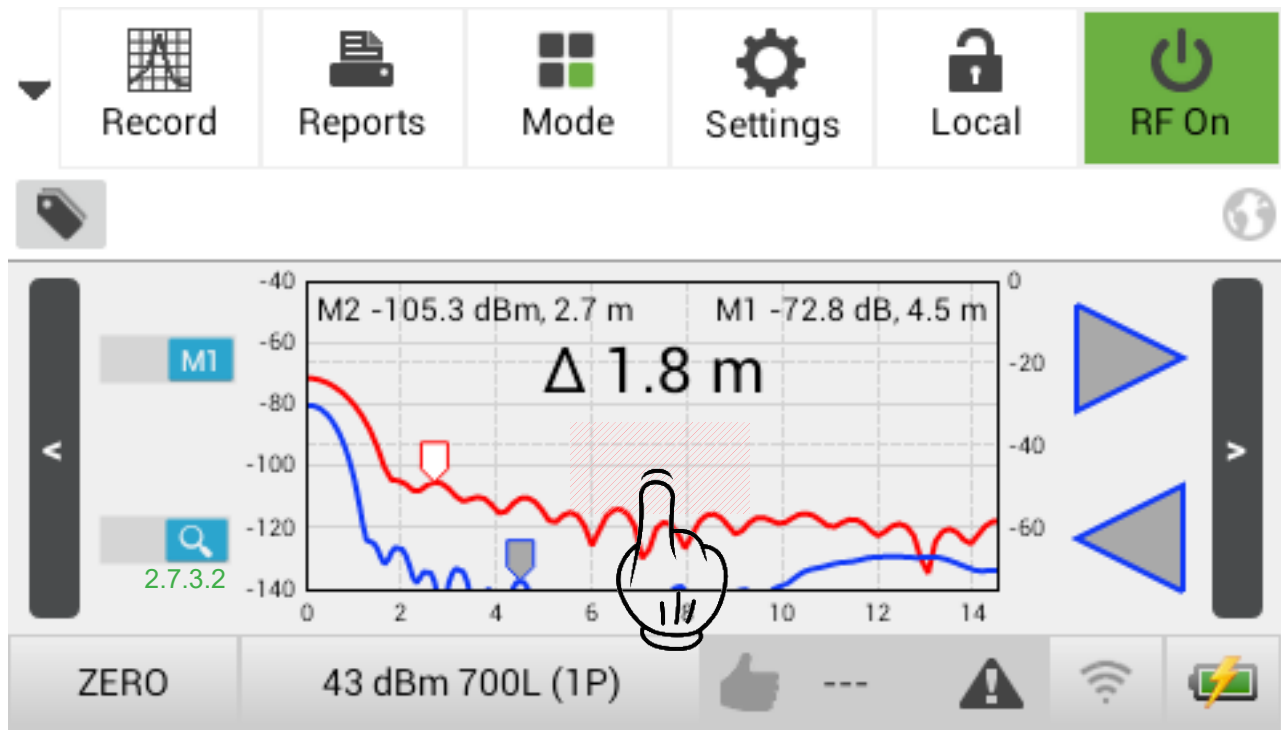 Record
Reports
Mode
Settings
Local
RF On
-40
0
M2 -105.3 dBm, 2.7 m
M1 -72.8 dB, 4.5 m
M1
-60
Δ 1.8 m
-20
-80
<
-40
>
-100
-120
-60
2.7.3.2
-140
0 2 4 6 8 10 12 14
ZERO
43 dBm 700L (1P)
---